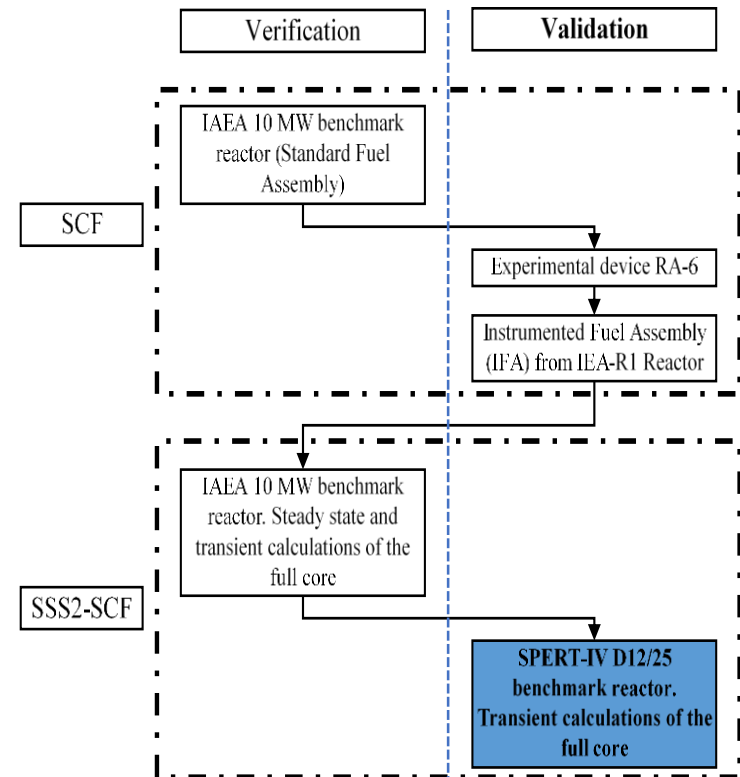 Verification
Validation
IAEA 10 MW benchmark
reactor (Standard Fuel
Assembly)
SCF
Experimental device RA-6
Instrumented Fuel Assembly
(IFA) from IEA-R1 Reactor
IAEA 10 MW benchmark
reactor. Steady state and
transient calculations of the
full core
SSS2-SCF
SPERT-IV D12/25
benchmark reactor.
Transient calculations of the
full core